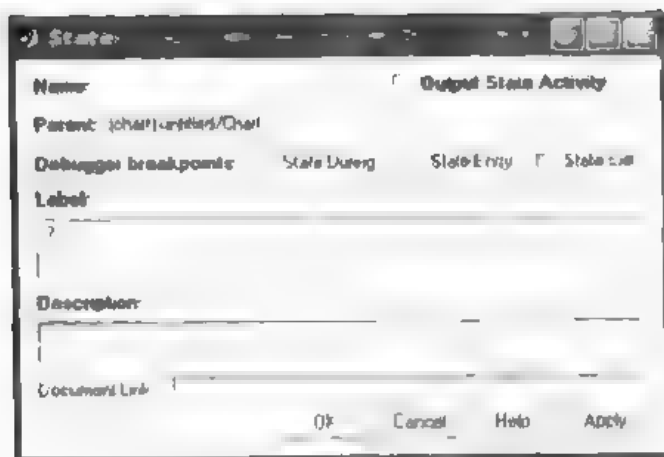 State
Name: Output State Activity
Parent: (chart) untitled/Chart
Debugger breakpoints: State During State Entry State Exit
Label:
?
Description:
Document Link:
OK Cancel Help Apply